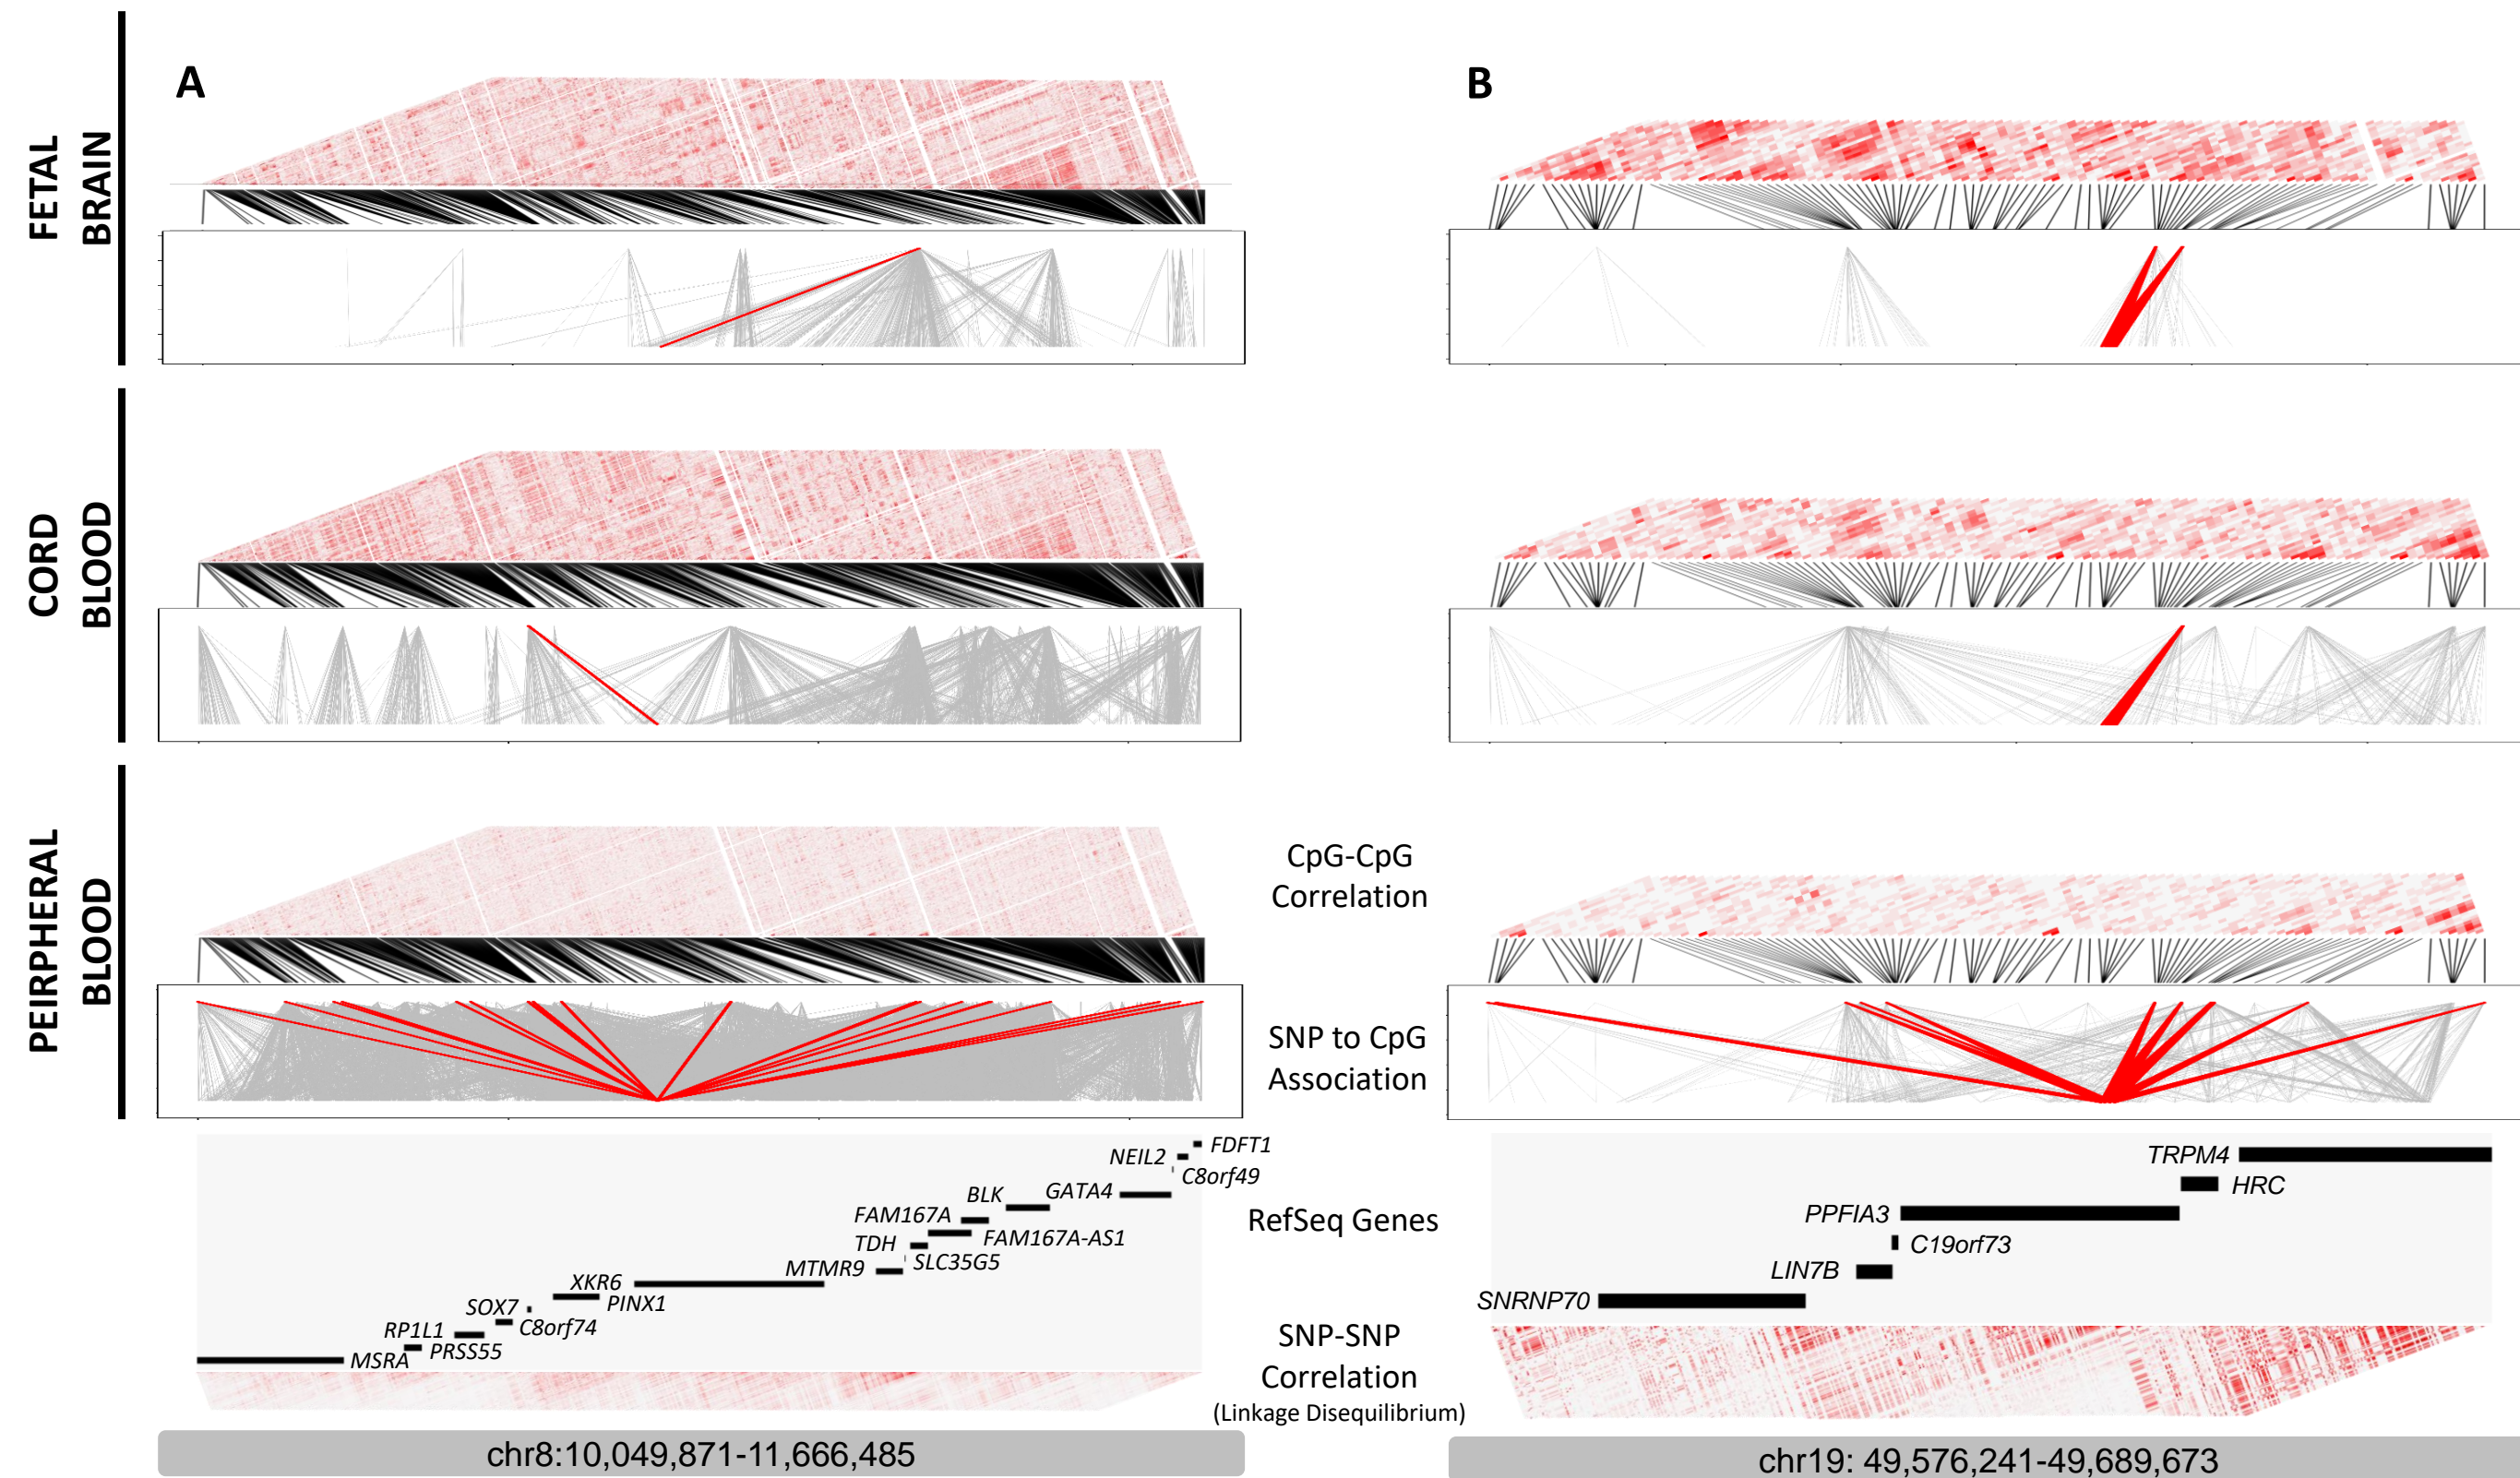 A
B
FETAL
BRAIN
CORD
BLOOD
PEIRPHERAL
BLOOD
CpG-CpG
Correlation
SNP to CpG
Association
RefSeq Genes
SNP-SNP
Correlation
(Linkage Disequilibrium)
FDFT1
NEIL2
C8orf49
GATA4
BLK
FAM167A
FAM167A-AS1
TDH
SLC35G5
MTMR9
XKR6
PINX1
SOX7
C8orf74
RP1L1
PRSS55
MSRA
TRPM4
HRC
PPFIA3
C19orf73
LIN7B
SNRNP70
chr8:10,049,871-11,666,485
chr19: 49,576,241-49,689,673